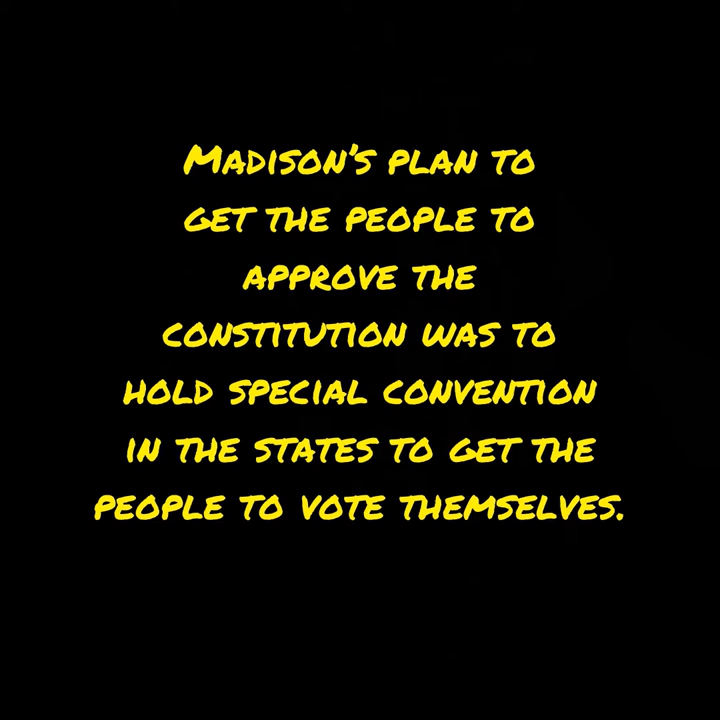 Madison's plan to
get the people to
approve the
constitution was to
hold special convention
in the states to get the
people to vote themselves.